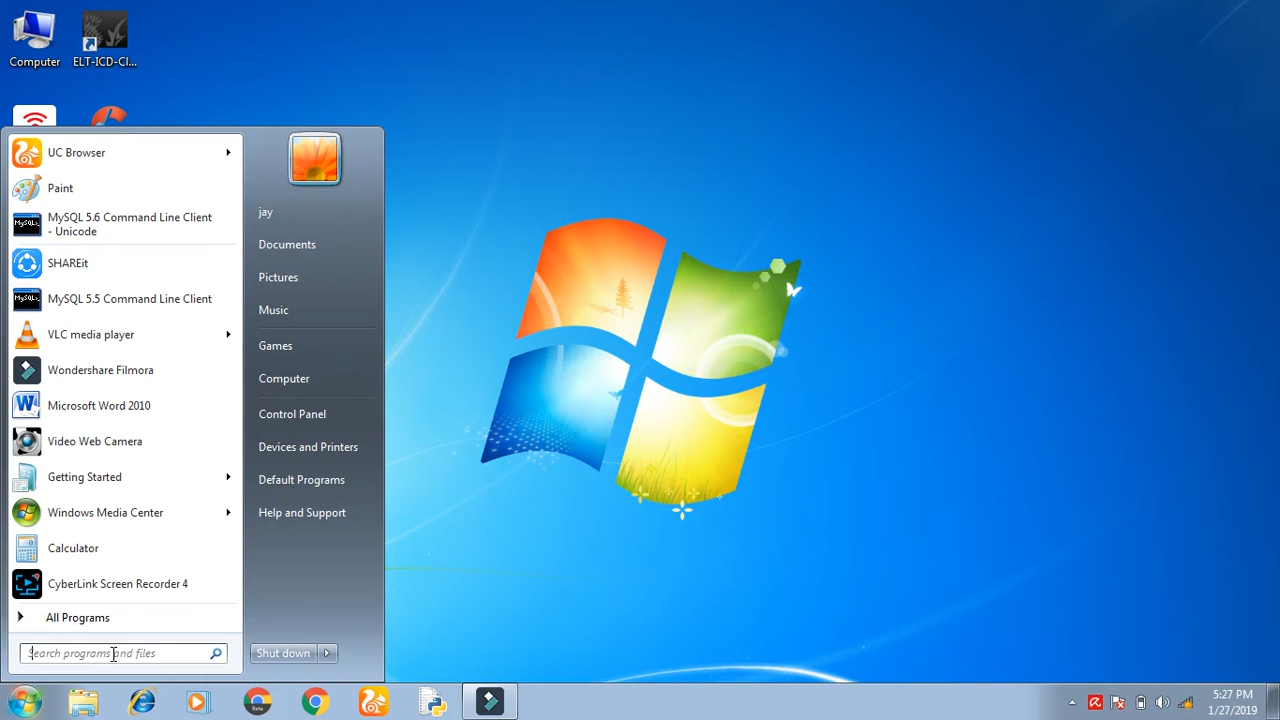 Computer
ELT-ICD-Cl...
UC Browser
Paint
MySQL 5.6 Command Line Client
- Unicode
SHAREit
MySQL 5.5 Command Line Client
VLC media player
Wondershare Filmora
Microsoft Word 2010
Video Web Camera
Getting Started
Windows Media Center
Calculator
CyberLink Screen Recorder 4
All Programs
Search programs and files
jay
Documents
Pictures
Music
Games
Computer
Control Panel
Devices and Printers
Default Programs
Help and Support
Shut down
Beta
5:27 PM
1/27/2019